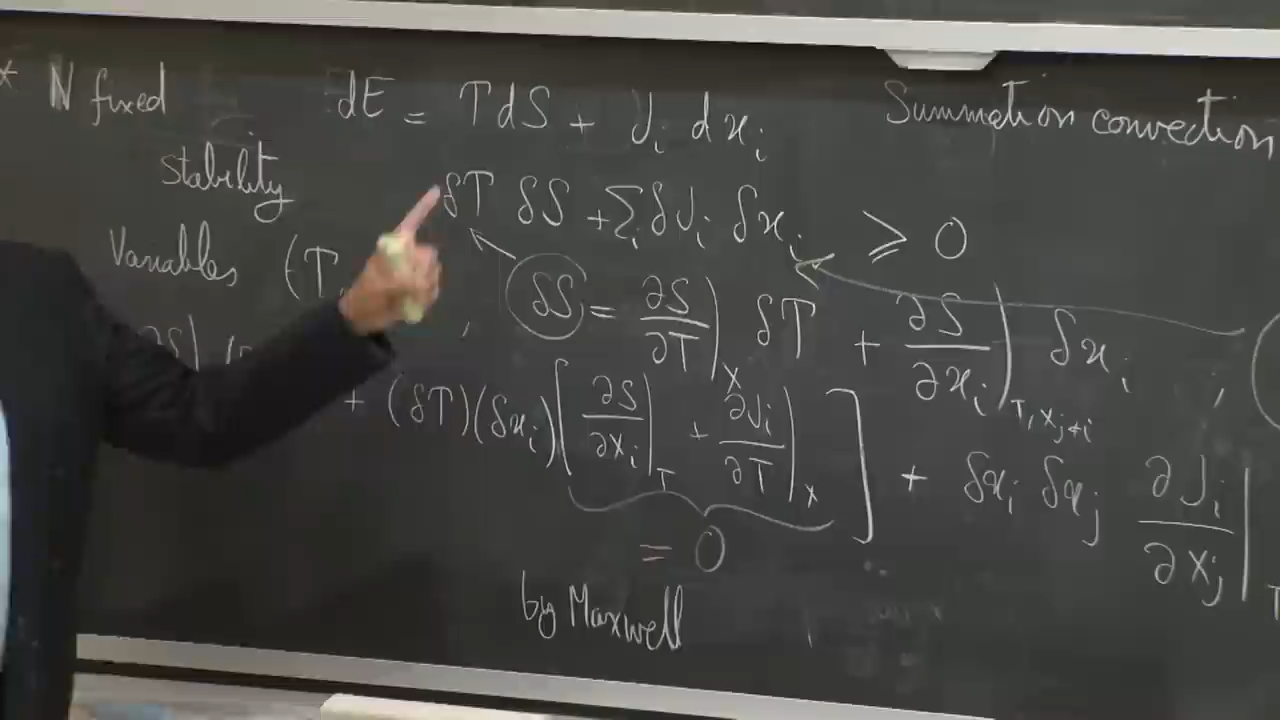 * N fixed dE = TdS + J_i dx_i Summation convection
Stability δT δS + Σ_i δJ_i δx_i ≥ 0
Variables (T,
, δS = ∂S/∂T|_x δT + ∂S/∂x_i)_{T, x_{j≠i}} δx_i ,
∂S)
+ (δT)(δx_i) [ ∂S/∂x_i|_T + ∂J_i/∂T|_x ] + δx_i δx_j ∂J_i/∂x_j|
= 0
by Maxwell